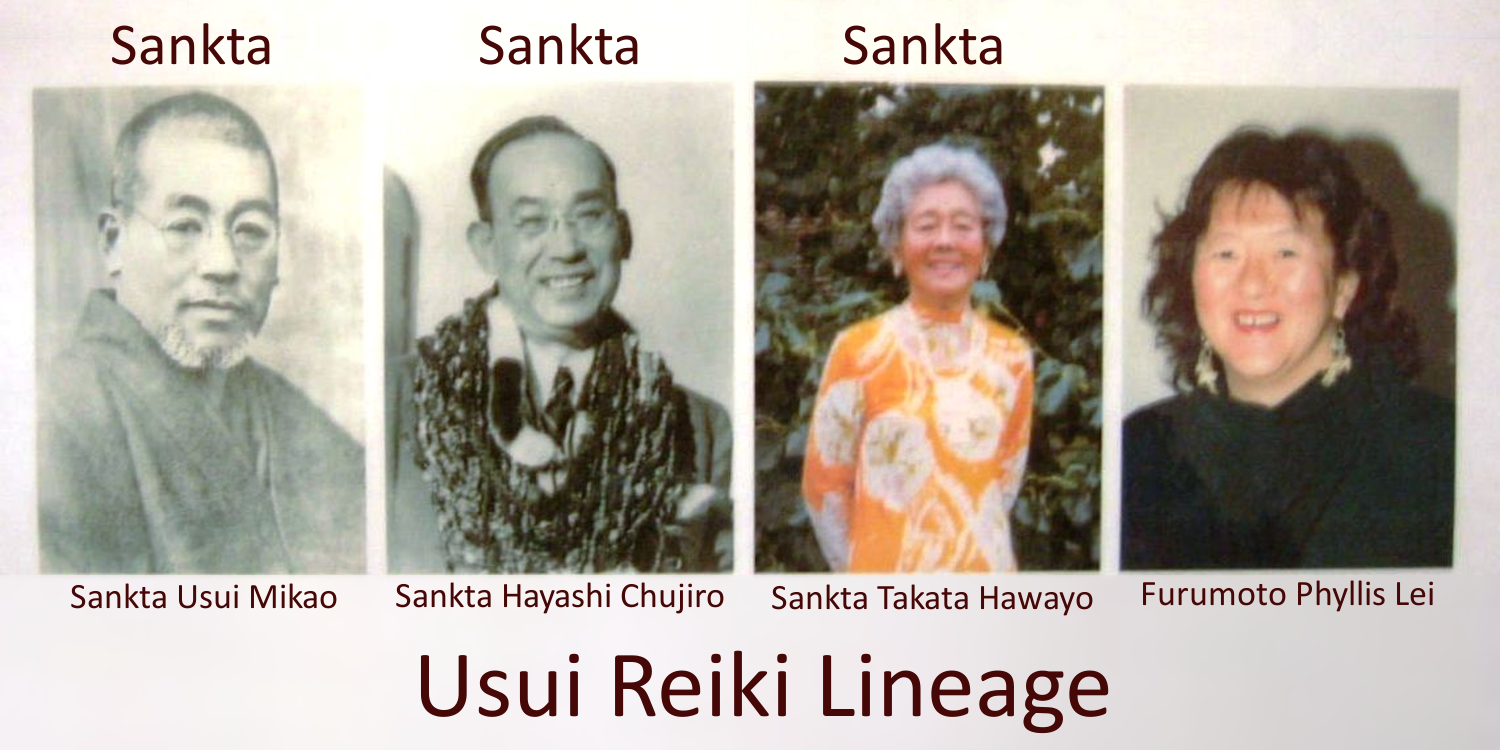 Sankta Sankta Sankta
Sankta Usui Mikao Sankta Hayashi Chujiro Sankta Takata Hawayo Furumoto Phyllis Lei
Usui Reiki Lineage